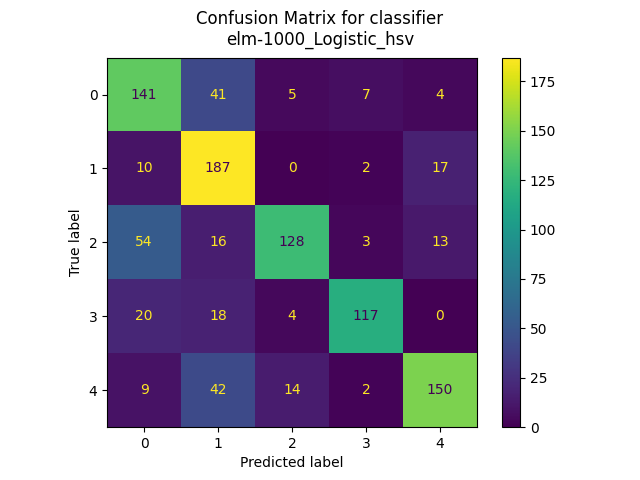 Confusion Matrix for classifier
elm-1000_Logistic_hsv
True label
0 141 41 5 7 4
1 10 187 0 2 17
2 54 16 128 3 13
3 20 18 4 117 0
4 9 42 14 2 150
0 1 2 3 4
Predicted label
175
150
125
100
75
50
25
0